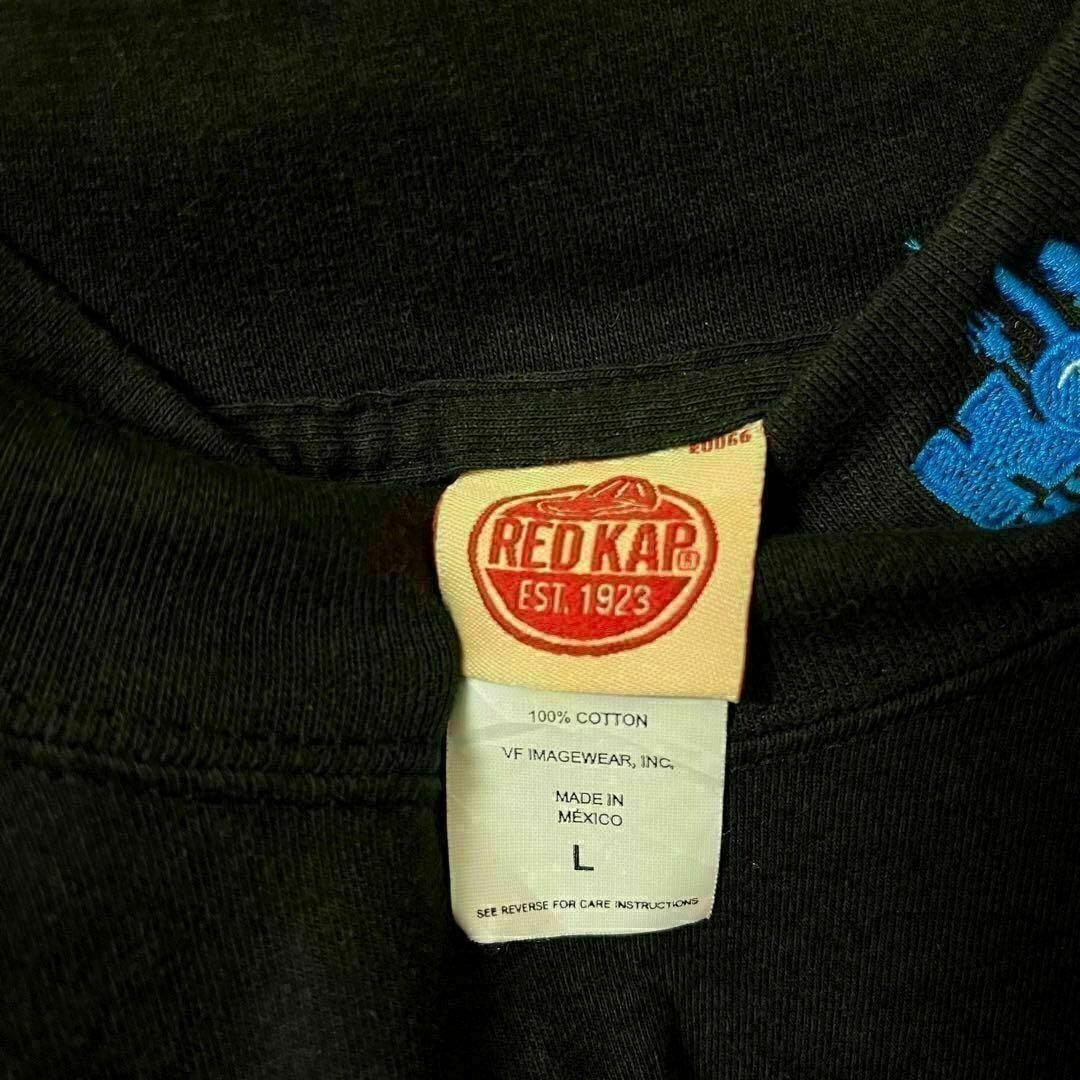 RED KAP®
EST. 1923
100% COTTON
VF IMAGEWEAR, INC.
MADE IN
MÉXICO
L
SEE REVERSE FOR CARE INSTRUCTIONS